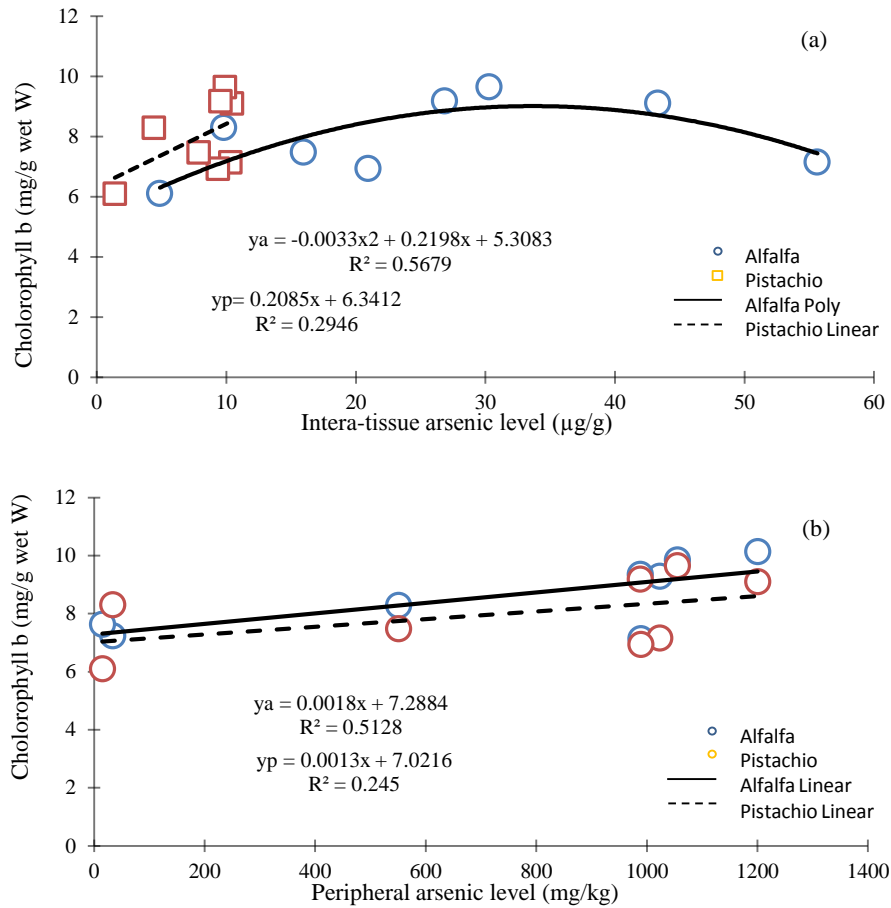 (a)
Cholorophyll b (mg/g wet W)
12
10
8
6
4
2
0
ya = -0.0033x2 + 0.2198x + 5.3083
R² = 0.5679
yp= 0.2085x + 6.3412
R² = 0.2946
Alfalfa
Pistachio
Alfalfa Poly
Pistachio Linear
0 10 20 30 40 50 60
Intera-tissue arsenic level (µg/g)
(b)
Cholorophyll b (mg/g wet W)
12
10
8
6
4
2
0
ya = 0.0018x + 7.2884
R² = 0.5128
yp = 0.0013x + 7.0216
R² = 0.245
Alfalfa
Pistachio
Alfalfa Linear
Pistachio Linear
0 200 400 600 800 1000 1200 1400
Peripheral arsenic level (mg/kg)